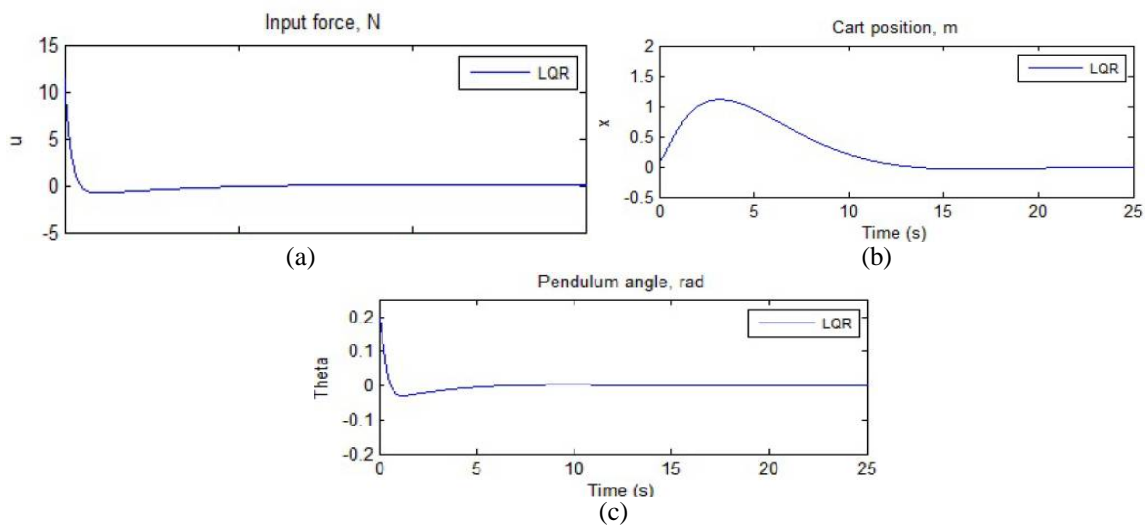 Input force, N
15
10
5
0
-5
u
LQR
(a)
Cart position, m
2
1.5
1
0.5
0
-0.5
x
LQR
0 5 10 15 20 25
Time (s)
(b)
Pendulum angle, rad
0.2
0.1
0
-0.1
-0.2
Theta
LQR
0 5 10 15 20 25
Time (s)
(c)